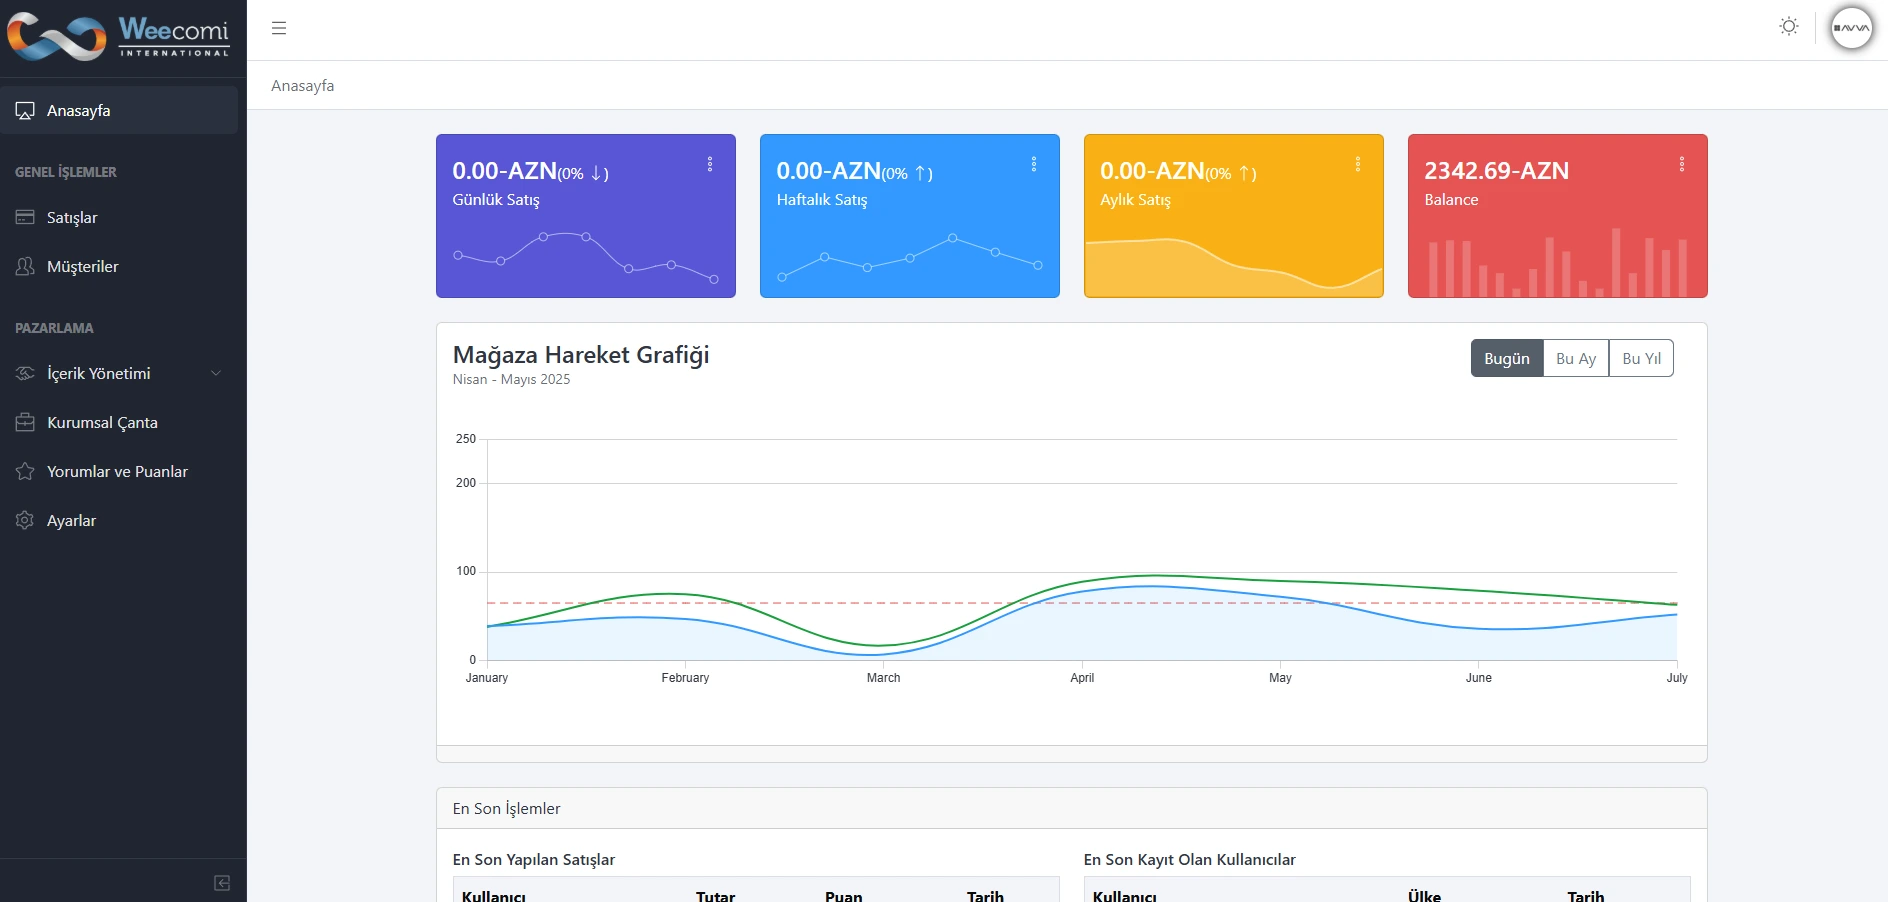 Weecomi
INTERNATIONAL
AVVA
Anasayfa
Anasayfa
GENEL İŞLEMLER
Satışlar
Müşteriler
PAZARLAMA
İçerik Yönetimi
Kurumsal Çanta
Yorumlar ve Puanlar
Ayarlar
0.00-AZN(0% ↓)
Günlük Satış
0.00-AZN(0% ↑)
Haftalık Satış
0.00-AZN(0% ↑)
Aylık Satış
2342.69-AZN
Balance
Mağaza Hareket Grafiği
Nisan - Mayıs 2025
Bugün Bu Ay Bu Yıl
250
200
100
0
January February March April May June July
En Son İşlemler
En Son Yapılan Satışlar
Kullanıcı Tutar Puan Tarih
En Son Kayıt Olan Kullanıcılar
Kullanıcı Ülke Tarih